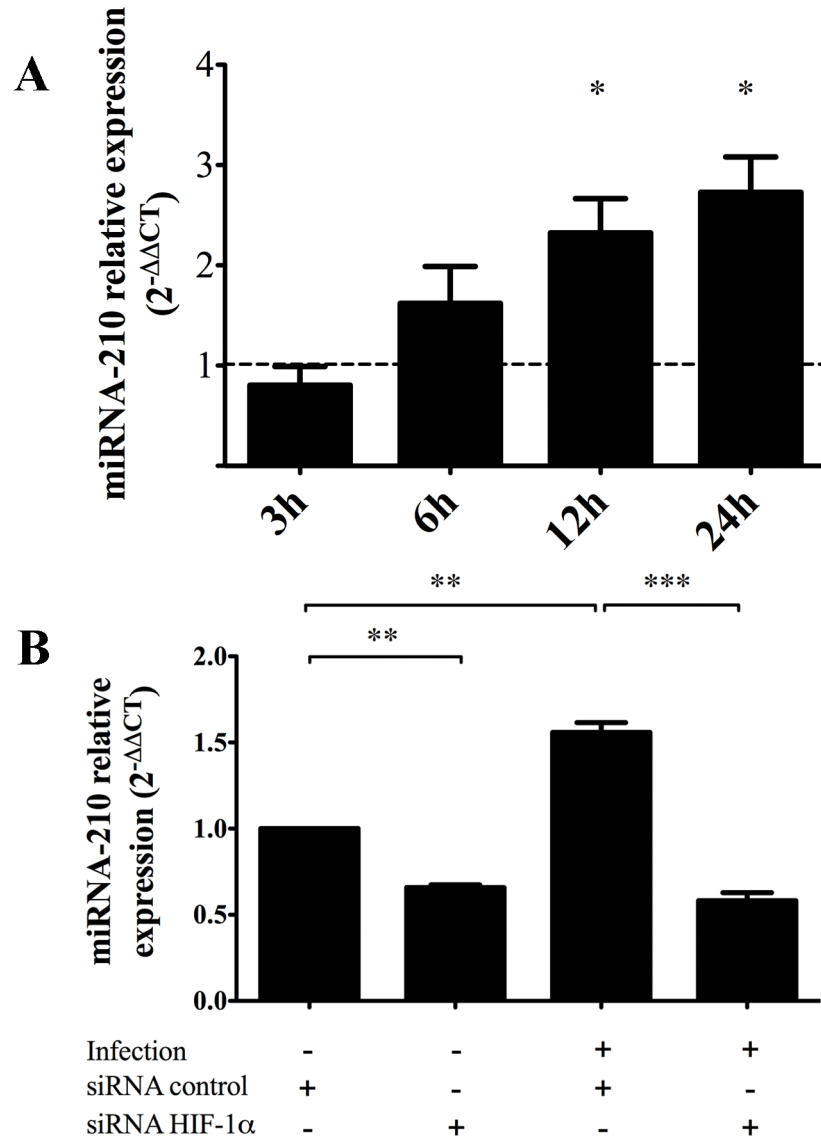 A
miRNA-210 relative expression
(2-ΔΔCT)
4
3
2
1
* *
3h 6h 12h 24h
** ***
**
B
miRNA-210 relative
expression (2-ΔΔCT)
2.0
1.5
1.0
0.5
0.0
Infection - - + +
siRNA control + - + -
siRNA HIF-1α - + - +